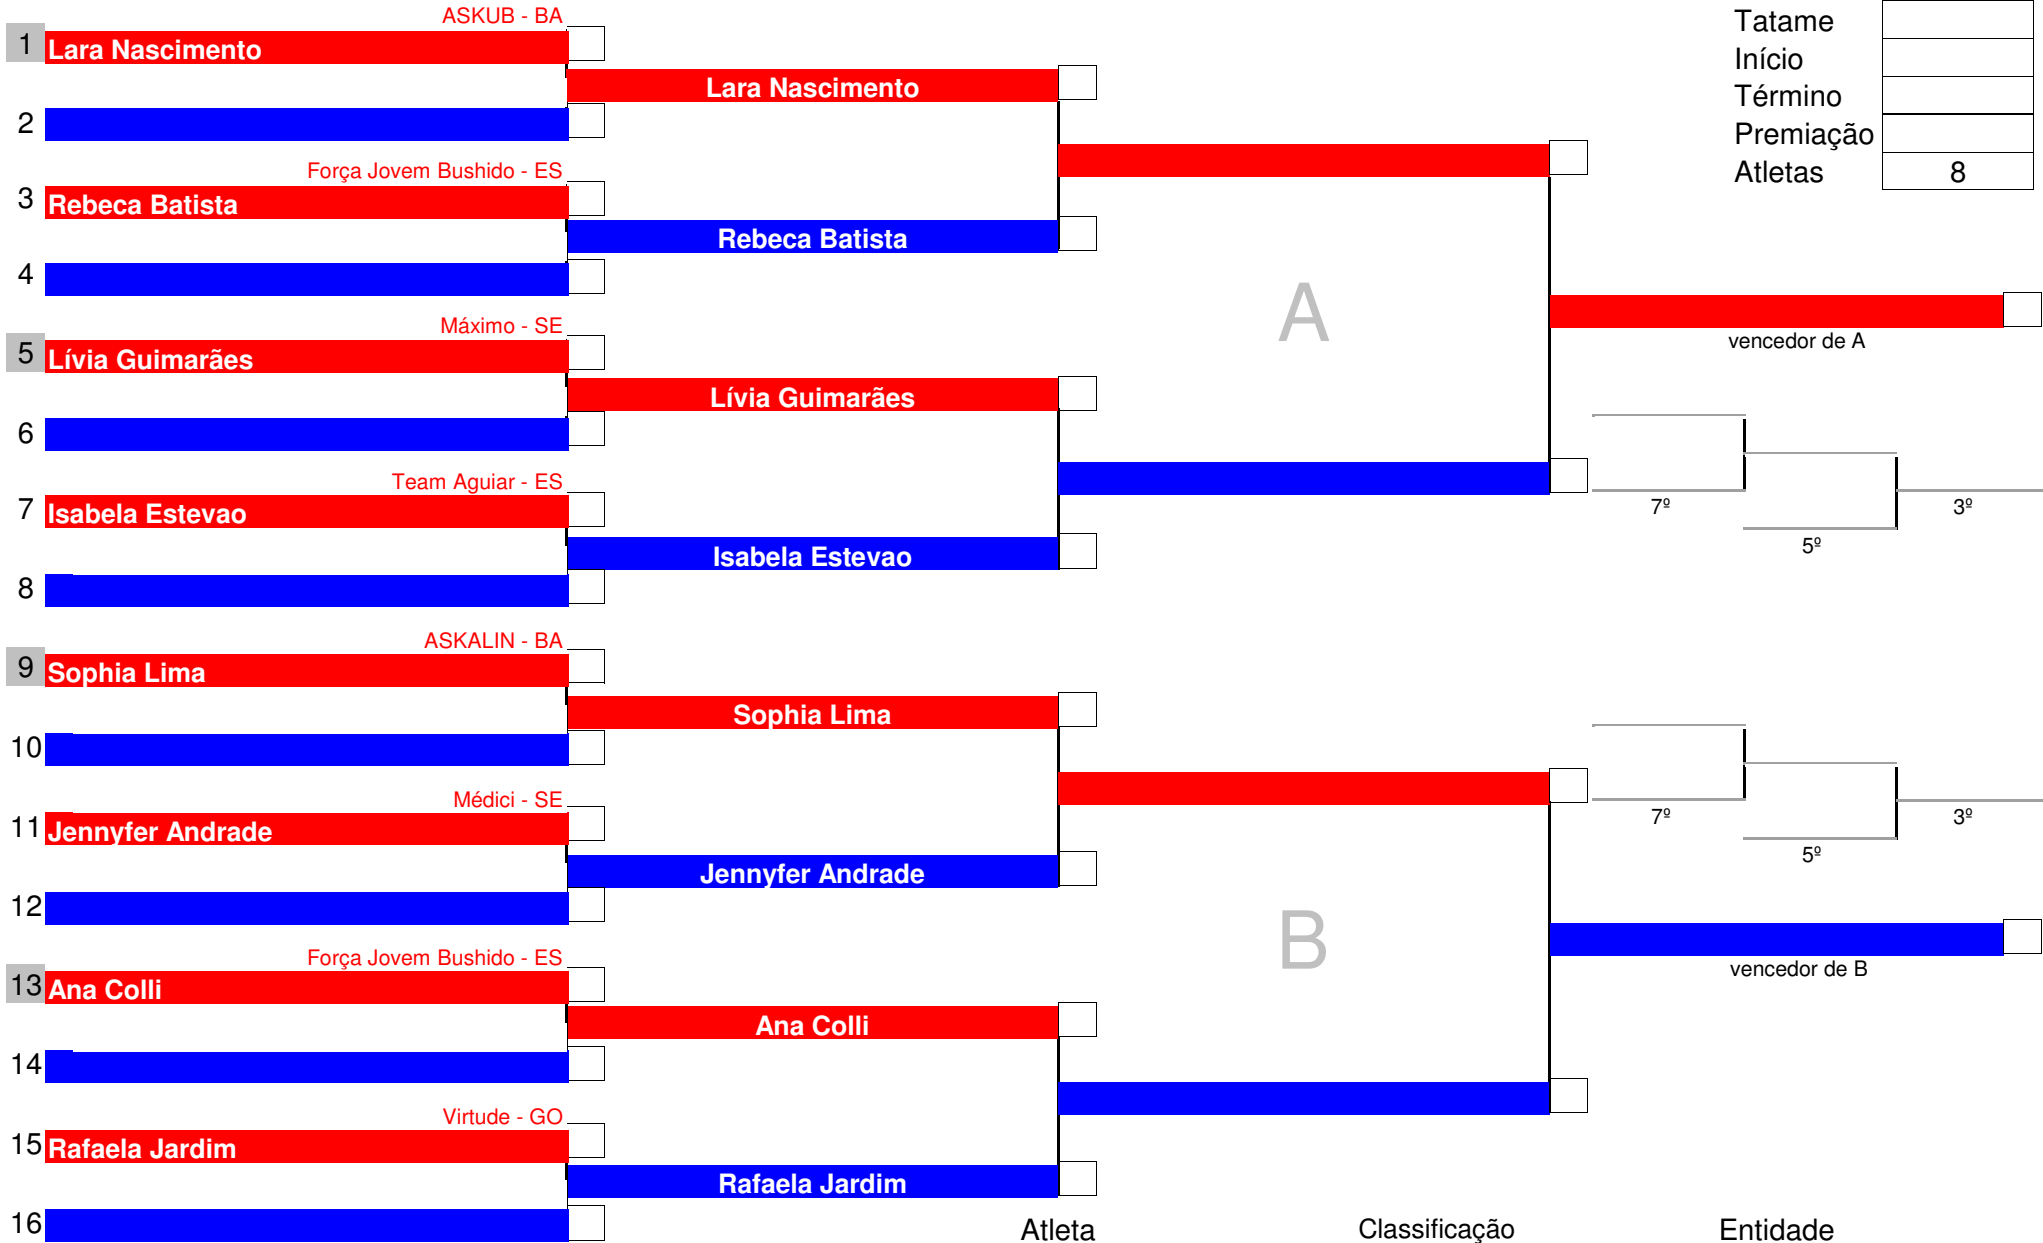 ASKUB - BA
Tatame
1 Lara Nascimento
Início
Lara Nascimento
Término
2
Premiação
Força Jovem Bushido - ES
Atletas 8
3 Rebeca Batista
Rebeca Batista
4
A
Máximo - SE
vencedor de A
5 Lívia Guimarães
Lívia Guimarães
6
Team Aguiar - ES
7º 3º
7 Isabela Estevao
5º
Isabela Estevao
8
ASKALIN - BA
9 Sophia Lima
Sophia Lima
10
Médici - SE
7º 3º
11 Jennyfer Andrade
5º
Jennyfer Andrade
12
B
Força Jovem Bushido - ES
vencedor de B
13 Ana Colli
Ana Colli
14
Virtude - GO
15 Rafaela Jardim
Rafaela Jardim
16
Atleta Classificação Entidade